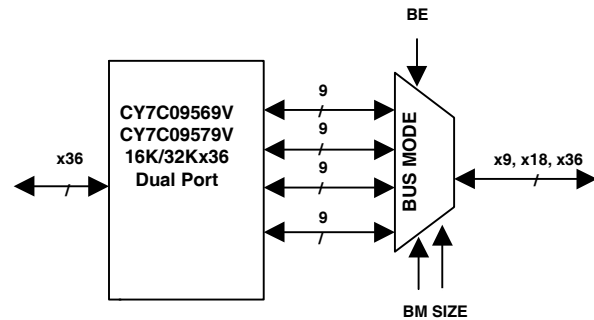 BE
x36
CY7C09569V
CY7C09579V
16K/32Kx36
Dual Port
9
9
9
9
BUS MODE
x9, x18, x36
BM SIZE